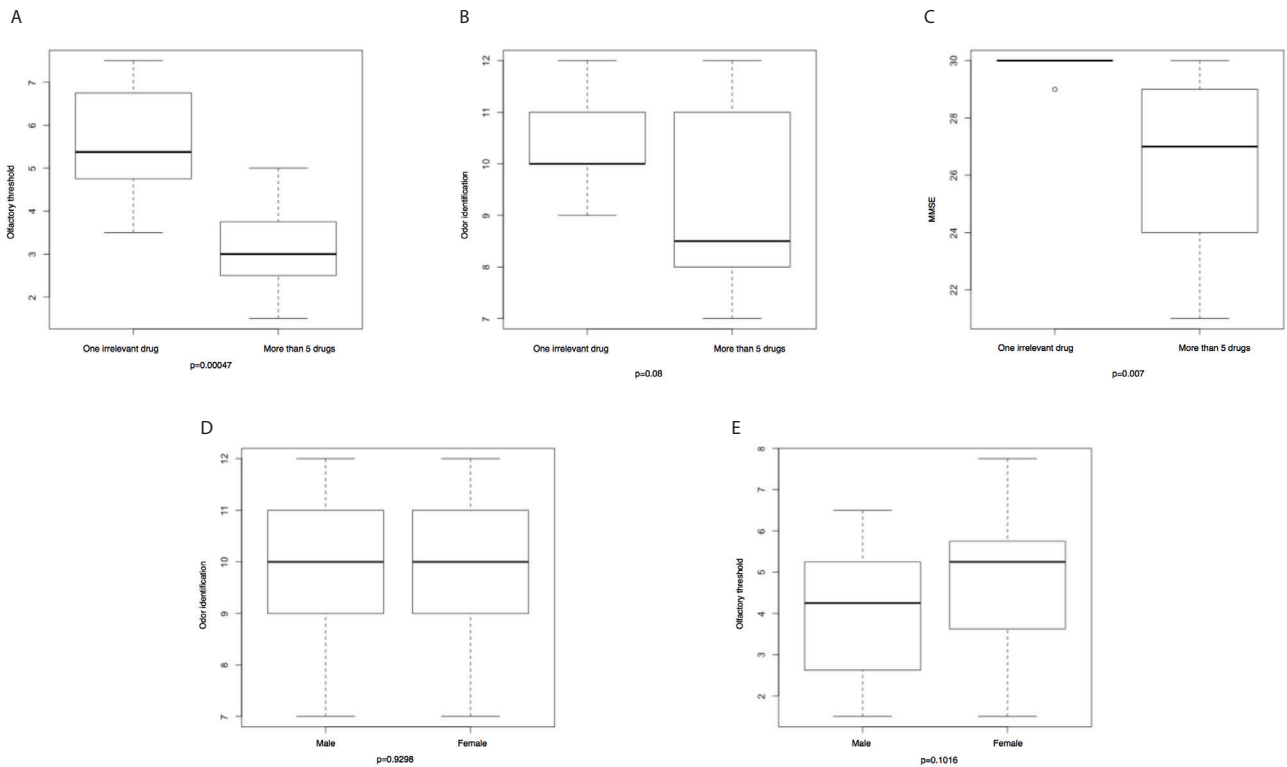 A
B
C
Olfactory threshold
7
6
5
4
3
2
One irrelevant drug
More than 5 drugs
p=0.00047
Odor identification
12
11
10
9
8
7
One irrelevant drug
More than 5 drugs
p=0.08
MMSE
30
28
26
24
22
One irrelevant drug
More than 5 drugs
p=0.007
D
E
Odor identification
12
11
10
9
8
7
Male
Female
p=0.9298
Olfactory threshold
8
7
6
5
4
3
2
Male
Female
p=0.1016